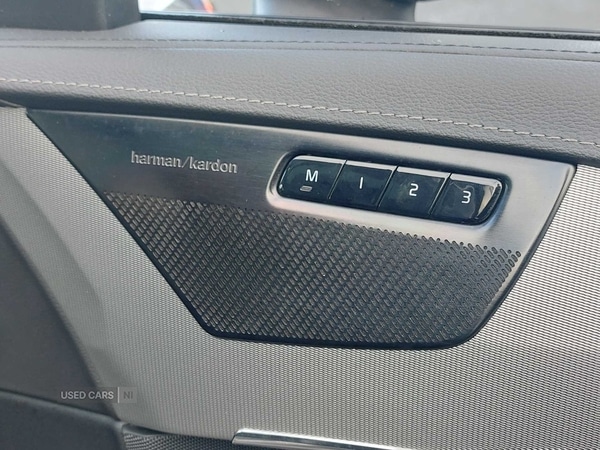 harman/kardon
M 1 2 3
USED CARS NI